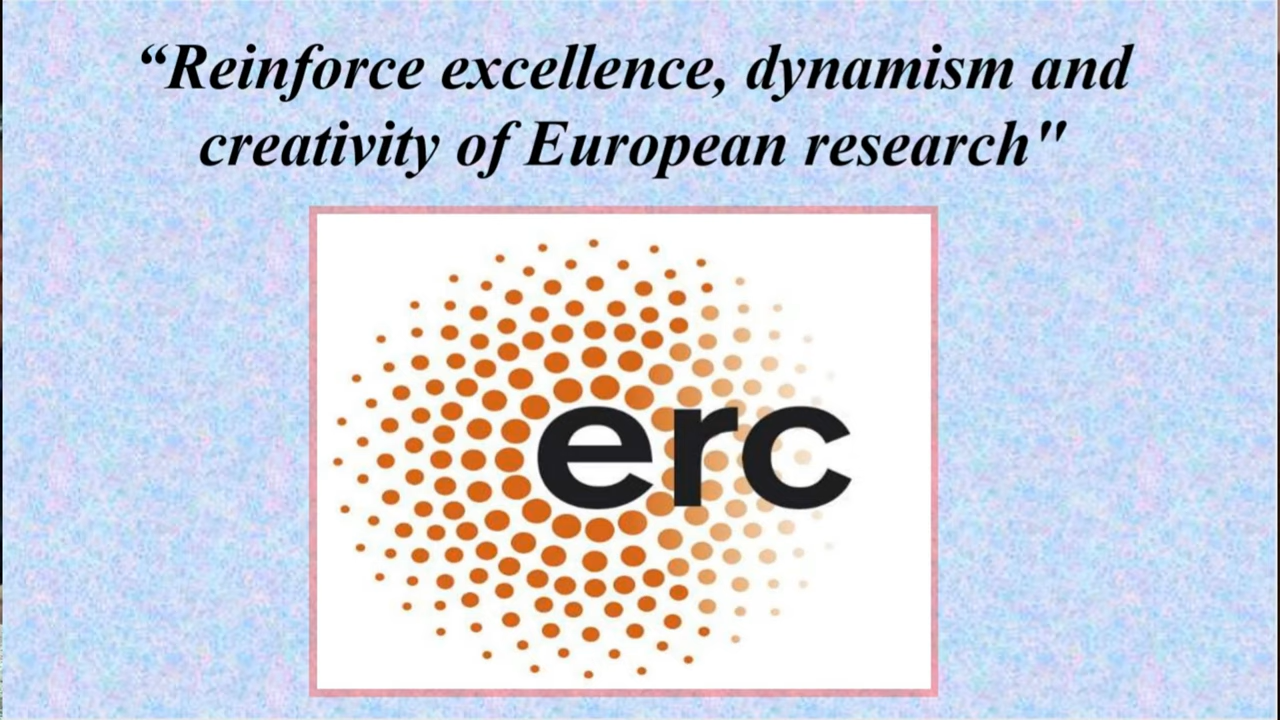 “Reinforce excellence, dynamism and
creativity of European research"
erc